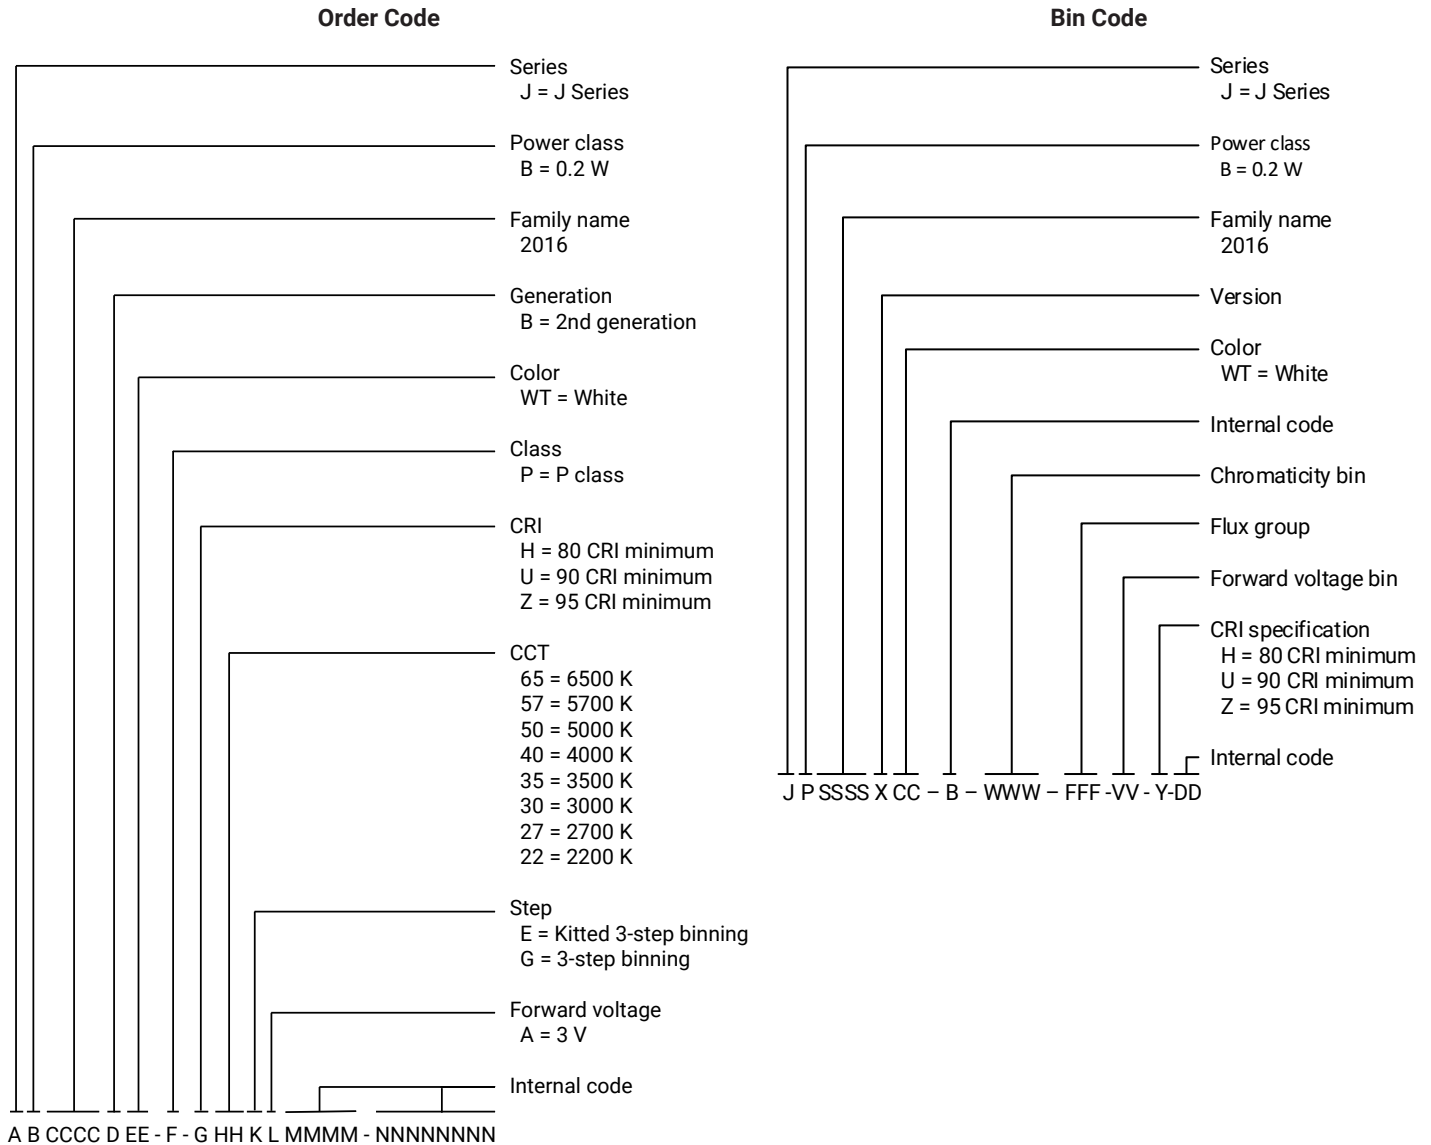 Order Code
Series
J = J Series
Power class
B = 0.2 W
Family name
2016
Generation
B = 2nd generation
Color
WT = White
Class
P = P class
CRI
H = 80 CRI minimum
U = 90 CRI minimum
Z = 95 CRI minimum
CCT
65 = 6500 K
57 = 5700 K
50 = 5000 K
40 = 4000 K
35 = 3500 K
30 = 3000 K
27 = 2700 K
22 = 2200 K
Step
E = Kitted 3-step binning
G = 3-step binning
Forward voltage
A = 3 V
Internal code
A B CCCC D EE - F - G HH K L MMMM - NNNNNNNN
Bin Code
Series
J = J Series
Power class
B = 0.2 W
Family name
2016
Version
Color
WT = White
Internal code
Chromaticity bin
Flux group
Forward voltage bin
CRI specification
H = 80 CRI minimum
U = 90 CRI minimum
Z = 95 CRI minimum
Internal code
J P SSSS X CC – B – WWW – FFF -VV - Y-DD